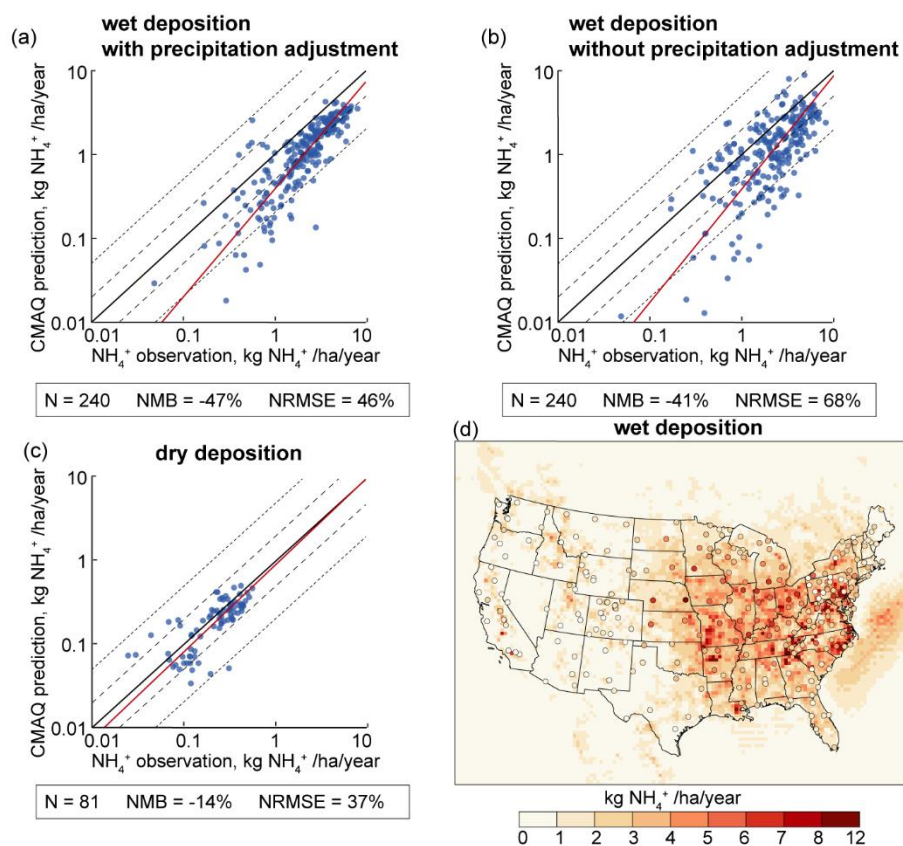 (a) wet deposition
with precipitation adjustment
CMAQ prediction, kg NH₄⁺ /ha/year
10
1
0.1
0.01
0.01 0.1 1 10
NH₄⁺ observation, kg NH₄⁺ /ha/year
N = 240 NMB = -47% NRMSE = 46%
(b) wet deposition
without precipitation adjustment
CMAQ prediction, kg NH₄⁺ /ha/year
10
1
0.1
0.01
0.01 0.1 1 10
NH₄⁺ observation, kg NH₄⁺ /ha/year
N = 240 NMB = -41% NRMSE = 68%
(c) dry deposition
CMAQ prediction, kg NH₄⁺ /ha/year
10
1
0.1
0.01
0.01 0.1 1 10
NH₄⁺ observation, kg NH₄⁺ /ha/year
N = 81 NMB = -14% NRMSE = 37%
(d) wet deposition
kg NH₄⁺ /ha/year
0 1 2 3 4 5 6 7 8 12